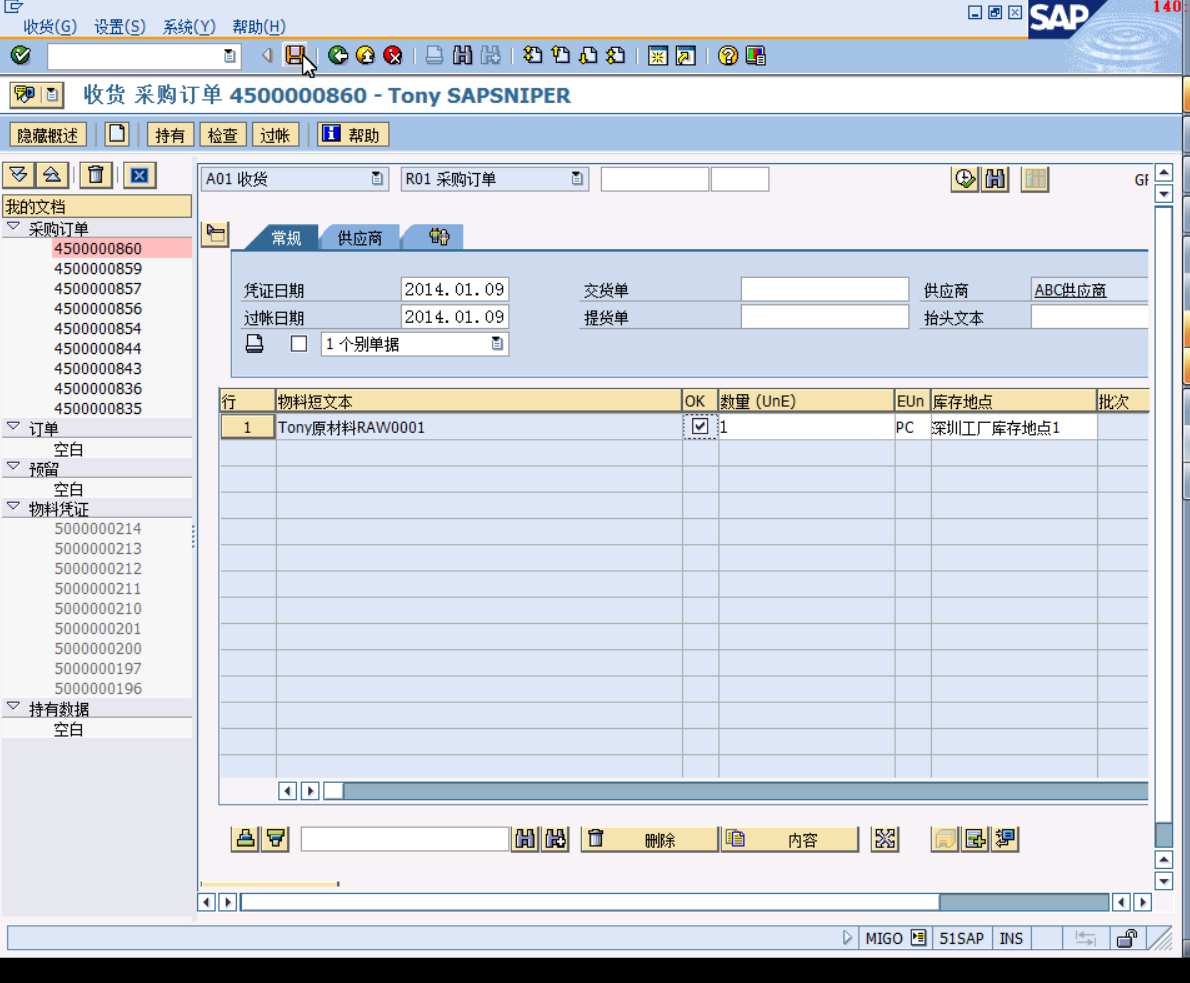 140:
收货(G) 设置(S) 系统(Y) 帮助(H)
SAP
收货 采购订单 4500000860 - Tony SAPSNIPER
隐藏概述 持有 检查 过帐 帮助
A01 收货 R01 采购订单
我的文档
采购订单
4500000860
4500000859
4500000857
4500000856
4500000854
4500000844
4500000843
4500000836
4500000835
订单
空白
预留
空白
物料凭证
5000000214
5000000213
5000000212
5000000211
5000000210
5000000201
5000000200
5000000197
5000000196
持有数据
空白
常规 供应商
凭证日期 2014.01.09 交货单 供应商 ABC供应商
过帐日期 2014.01.09 提货单 抬头文本
1 个别单据
行 物料短文本 OK 数量 (UnE) EUn 库存地点 批次
1 Tony原材料RAW0001 1 PC 深圳工厂库存地点1
删除 内容
MIGO 51SAP INS